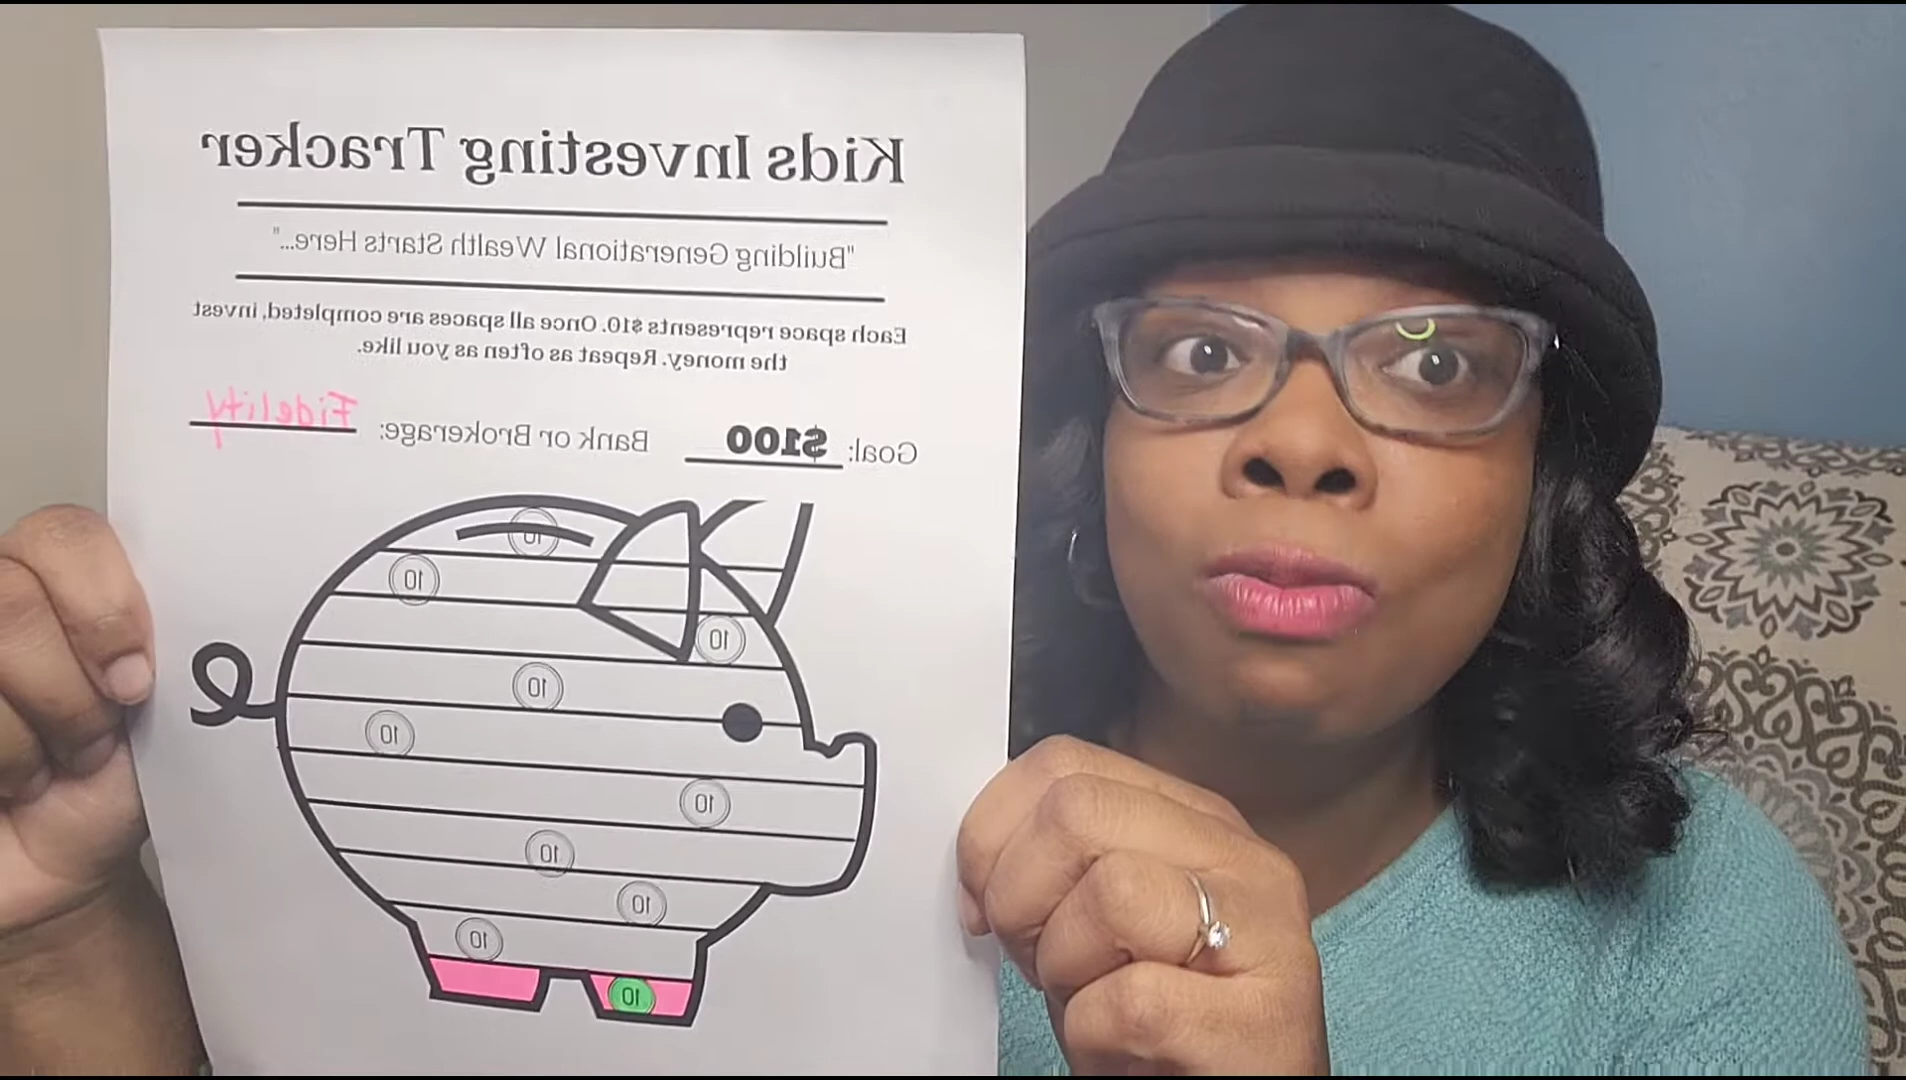 Kids Investing Tracker
"Building Generational Wealth Starts Here..."
Each space represents $10. Once all spaces are completed, invest
the money. Repeat as often as you like.
Goal: $100 Bank or Brokerage: Fidelity
10
10
10
10
10
10
10
10
10
10